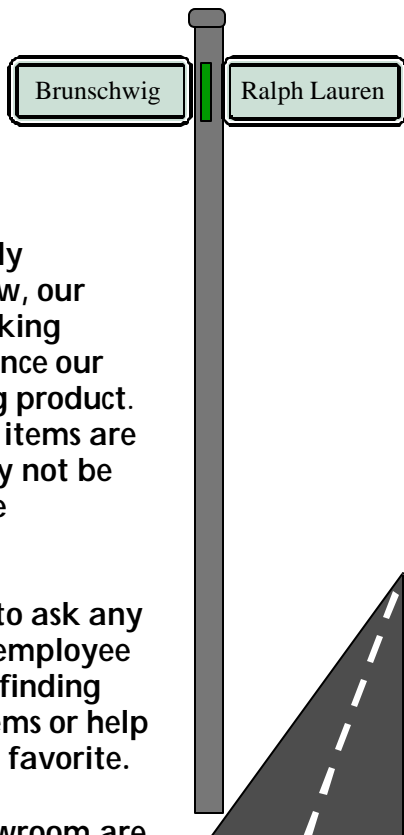 Brunschwig
Ralph Lauren
ly
w, our
king
nce our
g product.
items are
y not be
e
to ask any
employee
finding
ems or help
favorite.
wroom are